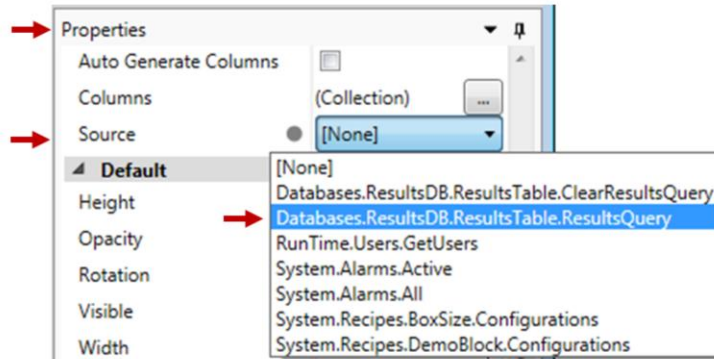 Properties
Auto Generate Columns
Columns (Collection) ...
Source [None]
Default
[None]
Height
Databases.ResultsDB.ResultsTable.ClearResultsQuery
Databases.ResultsDB.ResultsTable.ResultsQuery
Opacity
RunTime.Users.GetUsers
Rotation
System.Alarms.Active
System.Alarms.All
Visible
System.Recipes.BoxSize.Configurations
Width
System.Recipes.DemoBlock.Configurations